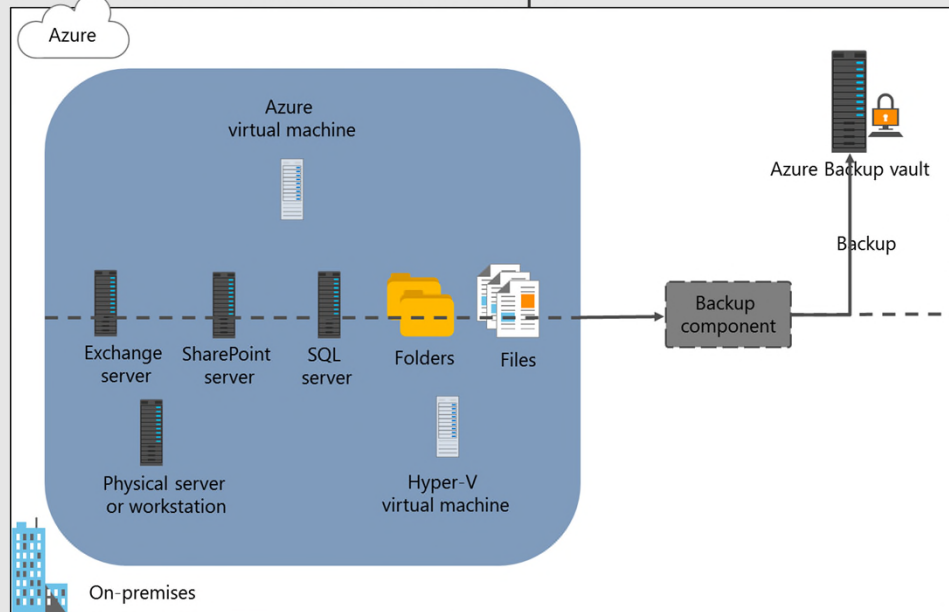 Azure
Azure
virtual machine
Azure Backup vault
Backup
Backup
component
Exchange
server
SharePoint
server
SQL
server
Folders
Files
Physical server
or workstation
Hyper-V
virtual machine
On-premises